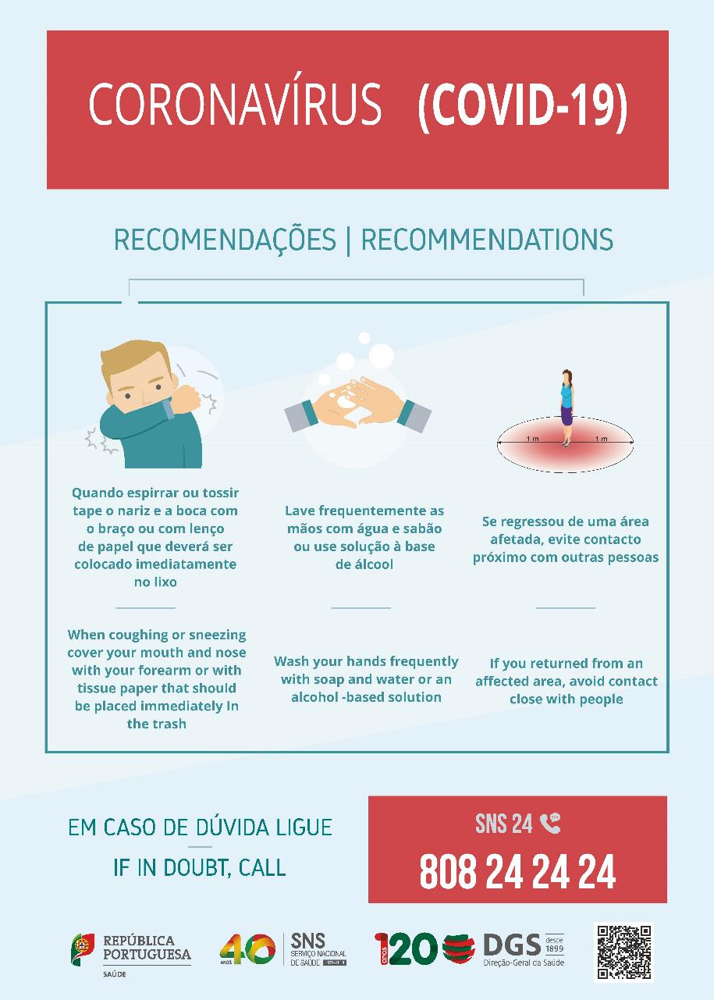 CORONAVÍRUS (COVID-19)
RECOMENDAÇÕES | RECOMMENDATIONS
Quando espirrar ou tossir
tape o nariz e a boca com
o braço ou com lenço
de papel que deverá ser
colocado imediatamente
no lixo
When coughing or sneezing
cover your mouth and nose
with your forearm or with
tissue paper that should
be placed immediately In
the trash
Lave frequentemente as
mãos com água e sabão
ou use solução à base
de álcool
Wash your hands frequently
with soap and water or an
alcohol -based solution
1 m 1 m
Se regressou de uma área
afetada, evite contacto
próximo com outras pessoas
If you returned from an
affected area, avoid contact
close with people
EM CASO DE DÚVIDA LIGUE
IF IN DOUBT, CALL
SNS 24
808 24 24 24
REPÚBLICA
PORTUGUESA
SAÚDE
40
ANOS
SNS
SERVIÇO NACIONAL
DE SAÚDE
anos
120
DGS
desde
1899
Direção-Geral da Saúde